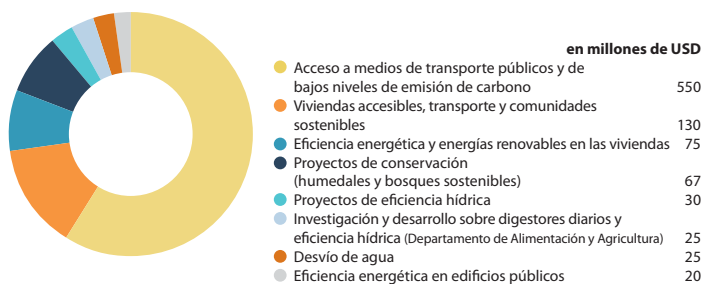 en millones de USD
Acceso a medios de transporte públicos y de
bajos niveles de emisión de carbono 550
Viviendas accesibles, transporte y comunidades
sostenibles 130
Eficiencia energética y energías renovables en las viviendas 75
Proyectos de conservación
(humedales y bosques sostenibles) 67
Proyectos de eficiencia hídrica 30
Investigación y desarrollo sobre digestores diarios y
eficiencia hídrica (Departamento de Alimentación y Agricultura) 25
Desvío de agua 25
Eficiencia energética en edificios públicos 20